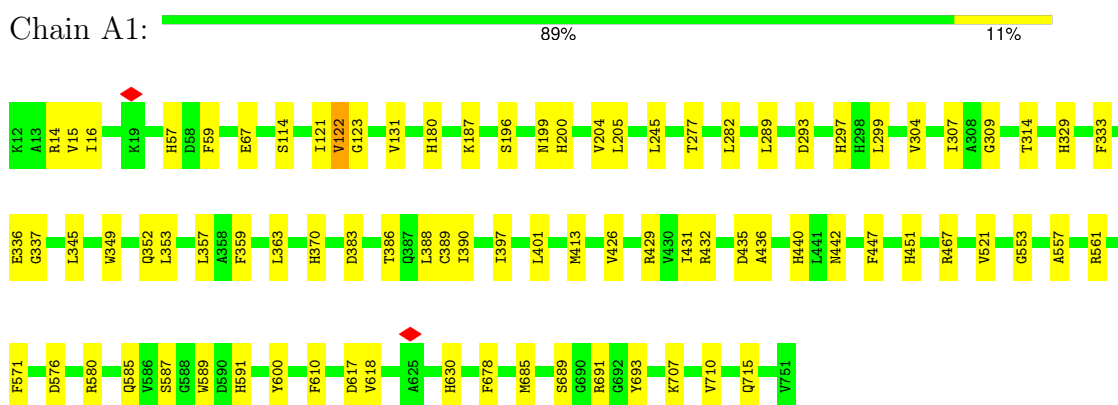 Chain A1:
89% 11%
K12 A13 R14 V15 I16 K19 H57 D58 F59 E67 S114 I121 V122 G123 V131 H180 K187 S196 N199 H200 V204 L205 L245 T277 L282 L289 D293 H297 H298 L299 V304 I307 A308 G309 T314 H329 F333
E336 G337 L345 W349 Q352 L353 L357 A358 F359 L363 H370 D383 T386 Q387 L388 C389 I390 I397 L401 M413 V426 R429 V430 I431 R432 D435 A436 H440 L441 N442 F447 H451 R467 V521 G553 A557 R561
F571 D576 R580 Q585 V586 S587 G588 W589 D590 H591 Y600 F610 D617 V618 A625 H630 F678 M685 S689 G690 R691 G692 Y693 K707 V710 Q715 V751